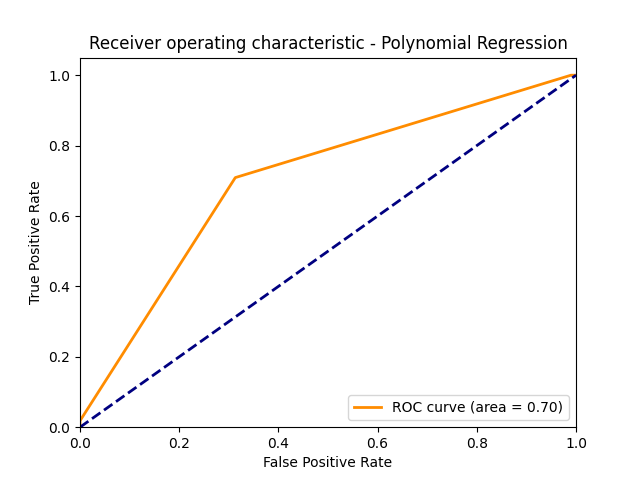 Receiver operating characteristic - Polynomial Regression
1.0
0.8
0.6
0.4
0.2
0.0
True Positive Rate
ROC curve (area = 0.70)
0.0 0.2 0.4 0.6 0.8 1.0
False Positive Rate